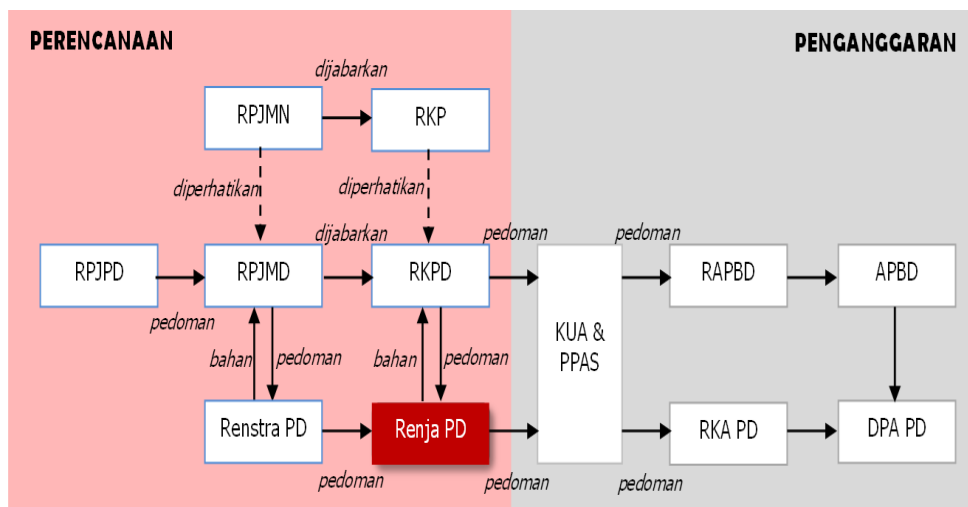 PERENCANAAN
PENGANGGARAN
dijabarkan
RPJMN
RKP
diperhatikan
diperhatikan
dijabarkan
pedoman
pedoman
RPJPD
RPJMD
RKPD
RAPBD
APBD
pedoman
KUA &
PPAS
bahan
pedoman
bahan
pedoman
Renstra PD
Renja PD
RKA PD
DPA PD
pedoman
pedoman
pedoman